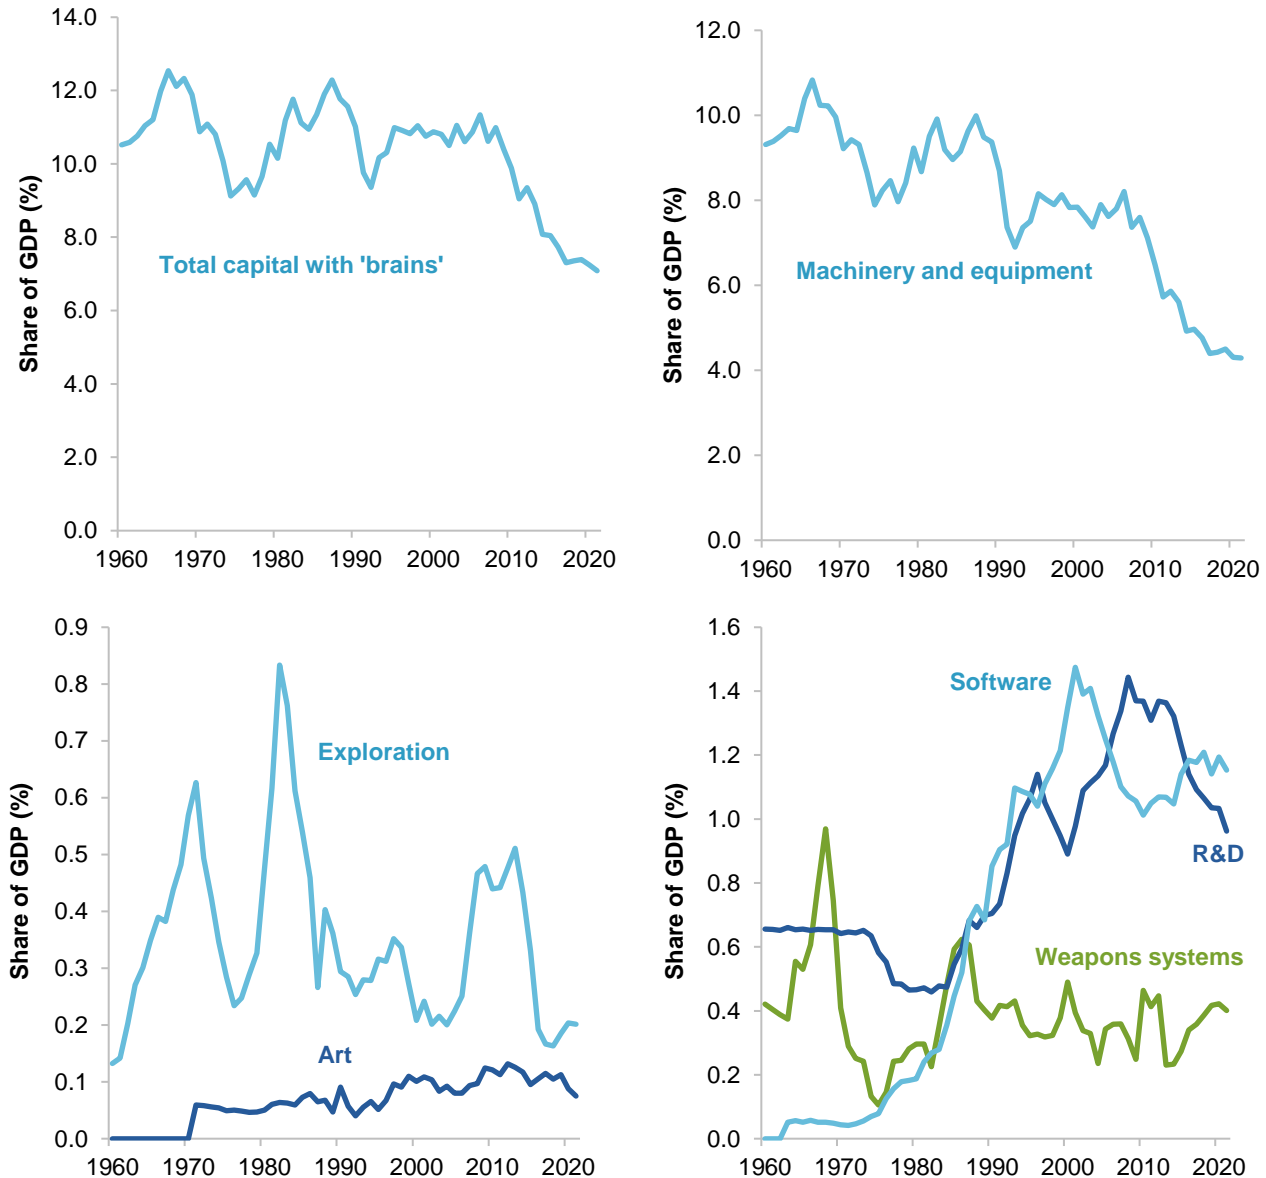 14.0
12.0
10.0
8.0
6.0
4.0
2.0
0.0
Share of GDP (%)
Total capital with 'brains'
1960 1970 1980 1990 2000 2010 2020
12.0
10.0
8.0
6.0
4.0
2.0
0.0
Share of GDP (%)
Machinery and equipment
1960 1970 1980 1990 2000 2010 2020
0.9
0.8
0.7
0.6
0.5
0.4
0.3
0.2
0.1
0.0
Share of GDP (%)
Exploration
Art
1960 1970 1980 1990 2000 2010 2020
1.6
1.4
1.2
1.0
0.8
0.6
0.4
0.2
0.0
Share of GDP (%)
Software
R&D
Weapons systems
1960 1970 1980 1990 2000 2010 2020